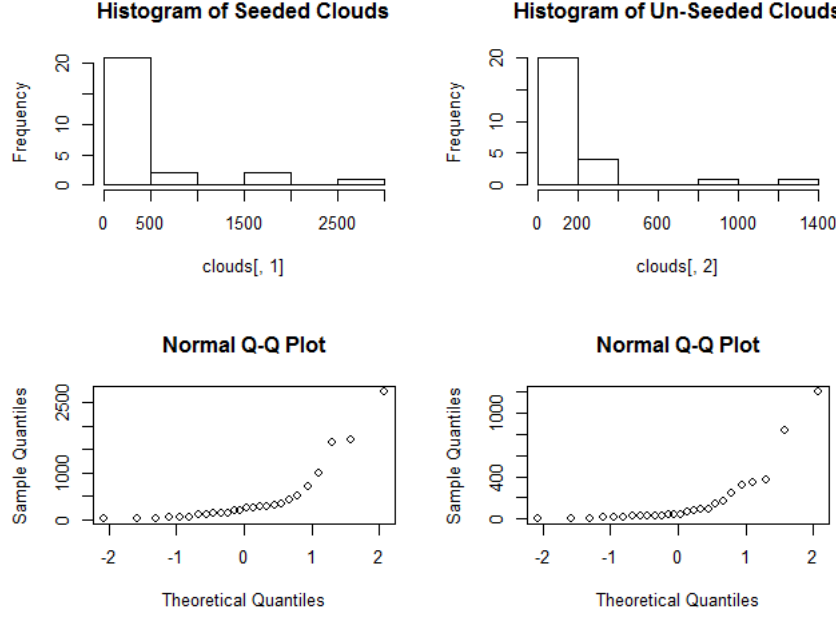 Histogram of Seeded Clouds
Frequency
0 5 10 20
0 500 1500 2500
clouds[, 1]
Histogram of Un-Seeded Clouds
Frequency
0 5 10 20
0 200 600 1000 1400
clouds[, 2]
Normal Q-Q Plot
Sample Quantiles
0 1000 2500
-2 -1 0 1 2
Theoretical Quantiles
Normal Q-Q Plot
Sample Quantiles
0 400 1000
-2 -1 0 1 2
Theoretical Quantiles